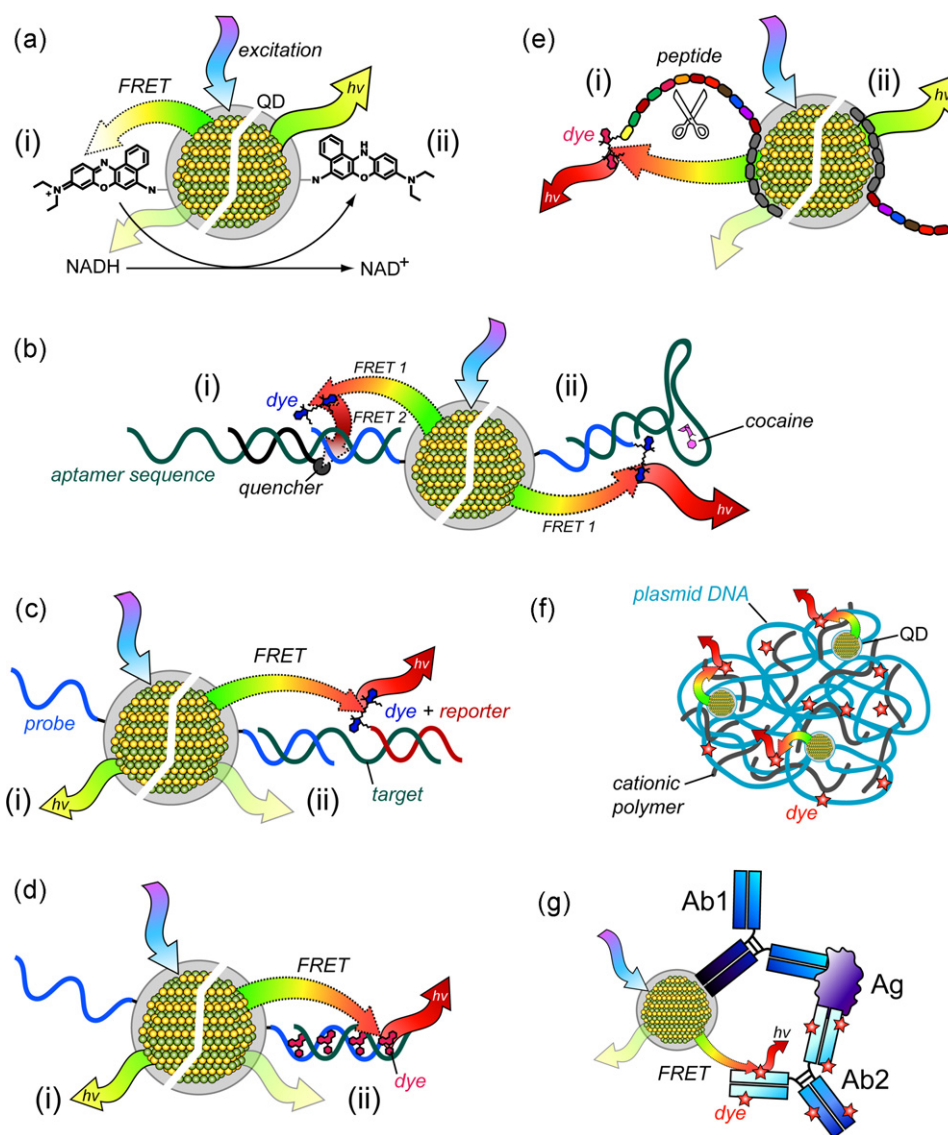 (a)
excitation
FRET
QD
hν
(i)
(ii)
N
O
N
N
+
N
H
N
O
N
NADH
NAD+
(e)
peptide
(i)
(ii)
dye
hν
hν
(b)
(i)
(ii)
FRET 1
dye
FRET 2
cocaine
aptamer sequence
quencher
FRET 1
hν
(c)
FRET
hν
probe
dye + reporter
(i)
hν
(ii)
target
(f)
plasmid DNA
QD
cationic
polymer
dye
(d)
FRET
hν
(i)
hν
(ii)
dye
(g)
Ab1
Ag
hν
FRET
Ab2
dye